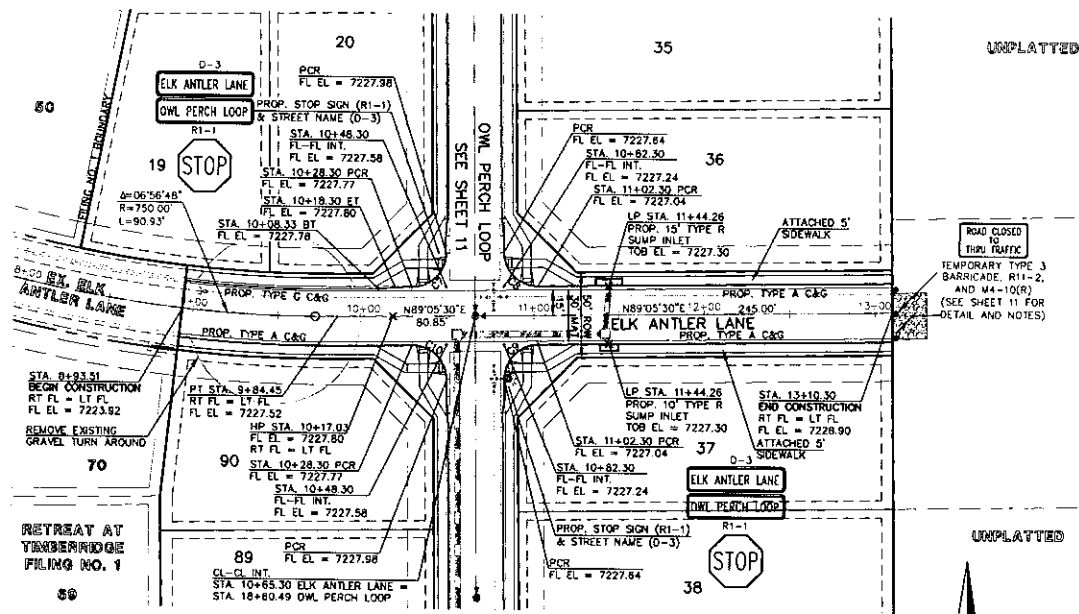 20
35
UNPLATTED
50
FILING NO. 1 BOUNDARY
D-3
ELK ANTLER LANE
OWL PERCH LOOP
R1-1
19
STOP
PCR
FL EL = 7227.98
PROP. STOP SIGN (R1-1)
& STREET NAME (D-3)
STA. 10+48.30
FL-FL INT.
FL EL = 7227.58
STA. 10+28.30 PCR
FL EL = 7227.77
STA. 10+18.30 ET
FL EL = 7227.80
STA. 10+08.33 BT
FL EL = 7227.78
Δ=06°56'48"
R=750.00'
L=90.93'
OWL PERCH LOOP
SEE SHEET 11
PCR
FL EL = 7227.64
STA. 10+82.30
FL-FL INT.
FL EL = 7227.24
STA. 11+02.30 PCR
FL EL = 7227.04
36
LP STA. 11+44.26
PROP. 15' TYPE R
SUMP INLET
TOB EL = 7227.30
ATTACHED 5'
SIDEWALK
ROAD CLOSED
TO
THRU TRAFFIC
TEMPORARY TYPE 3
BARRICADE, R11-2,
AND M4-10(R)
(SEE SHEET 11 FOR
DETAIL AND NOTES)
8+00
EX. ELK
ANTLER LANE
+00
PROP. TYPE C C&G
10+00
N89°05'30"E
80.85'
11+00
50' ROW
N89°05'30"E
12+00
245.00'
PROP. TYPE A C&G
13+00
ELK ANTLER LANE
PROP. TYPE A C&G
PROP. TYPE A C&G
STA. 8+93.51
BEGIN CONSTRUCTION
RT FL = LT FL
FL EL = 7223.92
REMOVE EXISTING
GRAVEL TURN AROUND
70
PT STA. 9+84.45
RT FL = LT FL
FL EL = 7227.52
HP STA. 10+17.03
FL EL = 7227.80
RT FL = LT FL
90
STA. 10+28.30 PCR
FL EL = 7227.77
STA. 10+48.30
FL-FL INT.
FL EL = 7227.58
LP STA. 11+44.26
PROP. 10' TYPE R
SUMP INLET
TOB EL = 7227.30
STA. 13+10.30
END CONSTRUCTION
RT FL = LT FL
FL EL = 7228.90
ATTACHED 5'
SIDEWALK
STA. 11+02.30 PCR
FL EL = 7227.04
37
STA. 10+82.30
FL-FL INT.
FL EL = 7227.24
D-3
ELK ANTLER LANE
OWL PERCH LOOP
R1-1
STOP
PROP. STOP SIGN (R1-1)
& STREET NAME (D-3)
PCR
FL EL = 7227.64
38
UNPLATTED
RETREAT AT
TIMBERRIDGE
FILING NO. 1
69
89
PCR
FL EL = 7227.98
CL-CL INT.
STA. 10+65.30 ELK ANTLER LANE =
STA. 18+60.49 OWL PERCH LOOP